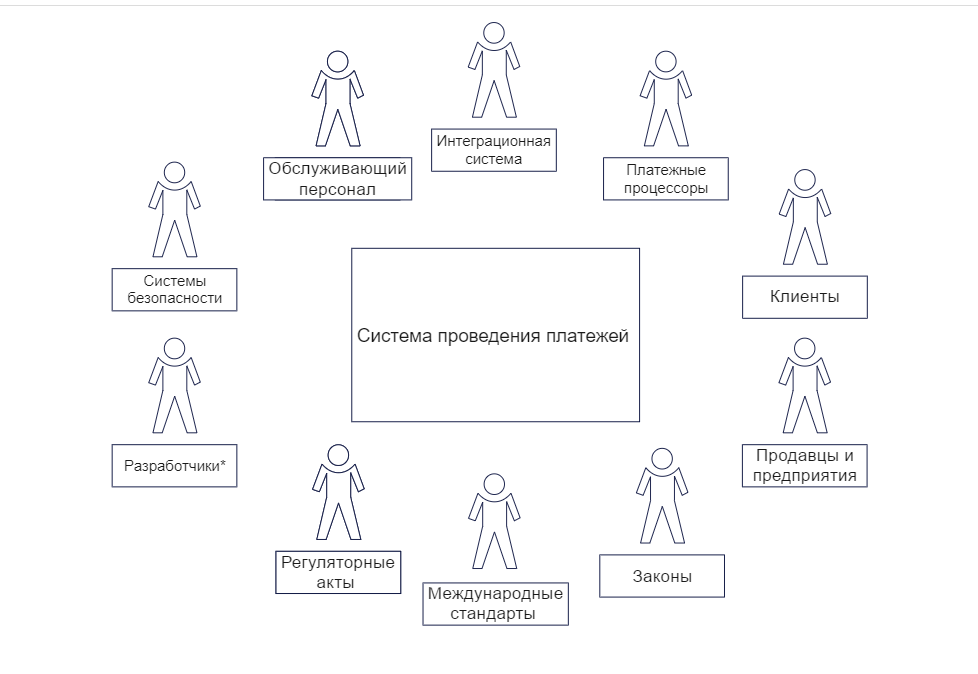 Интеграционная
система
Обслуживающий
персонал
Платежные
процессоры
Системы
безопасности
Клиенты
Система проведения платежей
Разработчики*
Продавцы и
предприятия
Регуляторные
акты
Международные
стандарты
Законы